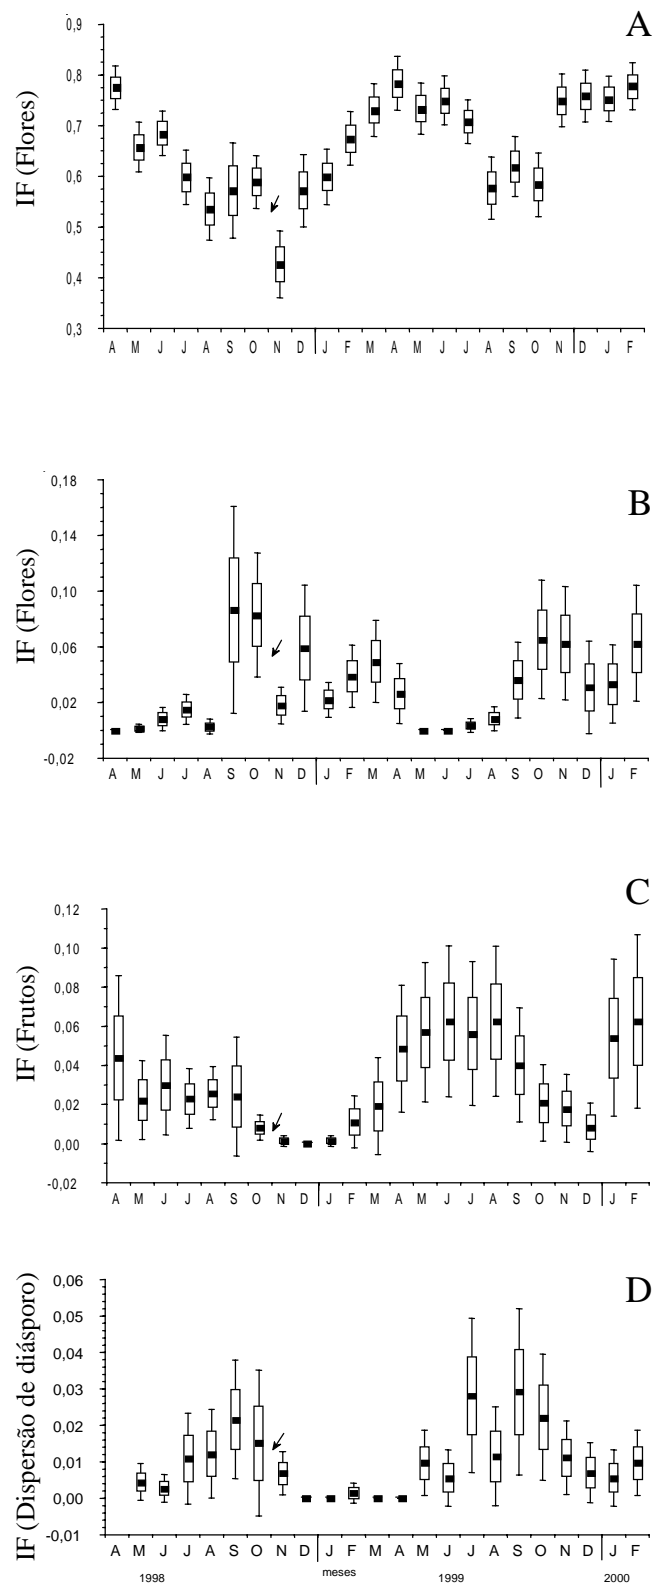 A
IF (Flores)
0,9
0,8
0,7
0,6
0,5
0,4
0,3
A M J J A S O N D J F M A M J J A S O N D J F
B
IF (Flores)
0,18
0,14
0,10
0,06
0,02
-0,02
A M J J A S O N D J F M A M J J A S O N D J F
C
IF (Frutos)
0,12
0,10
0,08
0,06
0,04
0,02
0,00
-0,02
A M J J A S O N D J F M A M J J A S O N D J F
D
IF (Dispersão de diásporo)
0,06
0,05
0,04
0,03
0,02
0,01
0,00
-0,01
A M J J A S O N D J F M A M J J A S O N D J F
1998 meses 1999 2000